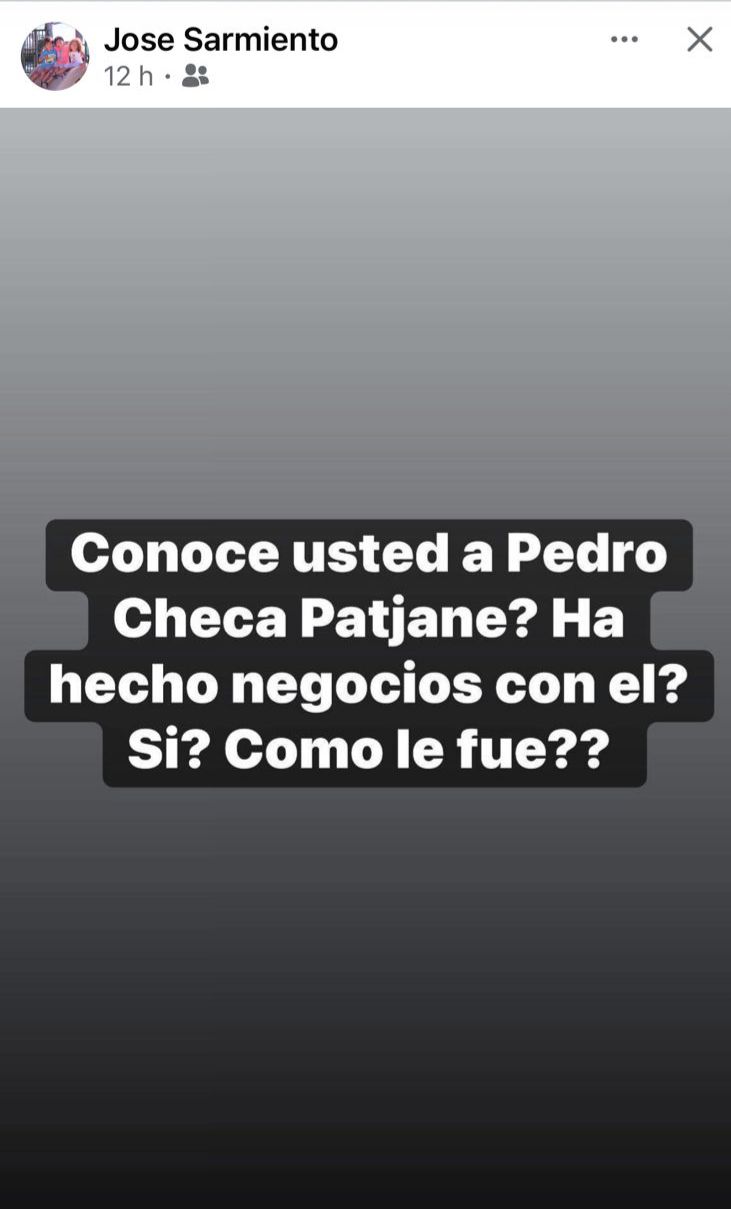 Jose Sarmiento
12 h ·
Conoce usted a Pedro
Checa Patjane? Ha
hecho negocios con el?
Si? Como le fue??